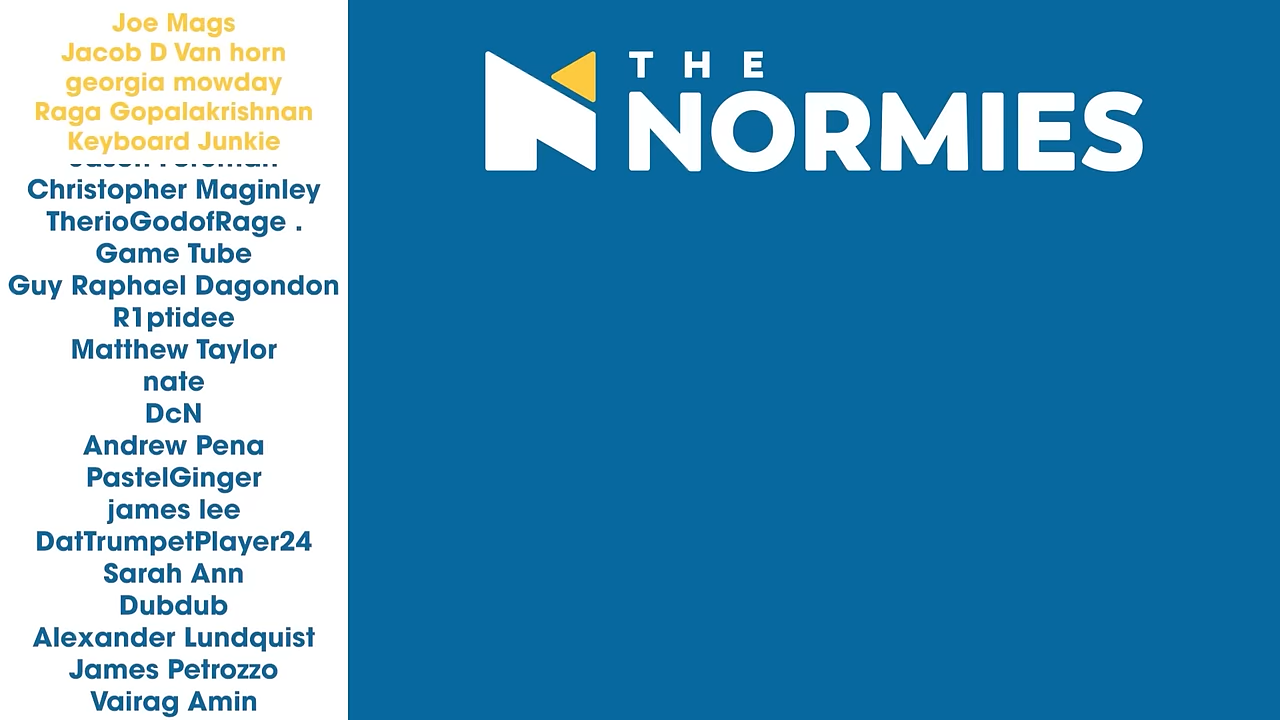 Joe Mags
Jacob D Van horn
georgia mowday
Raga Gopalakrishnan
Keyboard Junkie
Christopher Maginley
TherioGodofRage .
Game Tube
Guy Raphael Dagondon
R1ptidee
Matthew Taylor
nate
DcN
Andrew Pena
PastelGinger
james lee
DatTrumpetPlayer24
Sarah Ann
Dubdub
Alexander Lundquist
James Petrozzo
Vairag Amin
THE
NORMIES